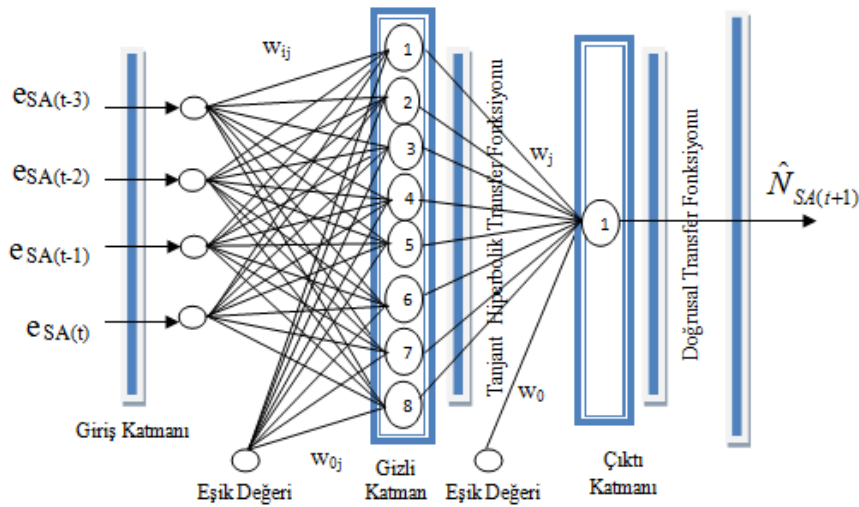 w_ij
e_SA(t-3)
e_SA(t-2)
e_SA(t-1)
e_SA(t)
Giriş Katmanı
Eşik Değeri
w_0j
1
2
3
4
5
6
7
8
Gizli
Katman
Tanjant Hiperbolik Transfer Fonksiyonu
w_j
w_0
Eşik Değeri
1
Çıktı
Katmanı
Doğrusal Transfer Fonksiyonu
N̂_SA(t+1)